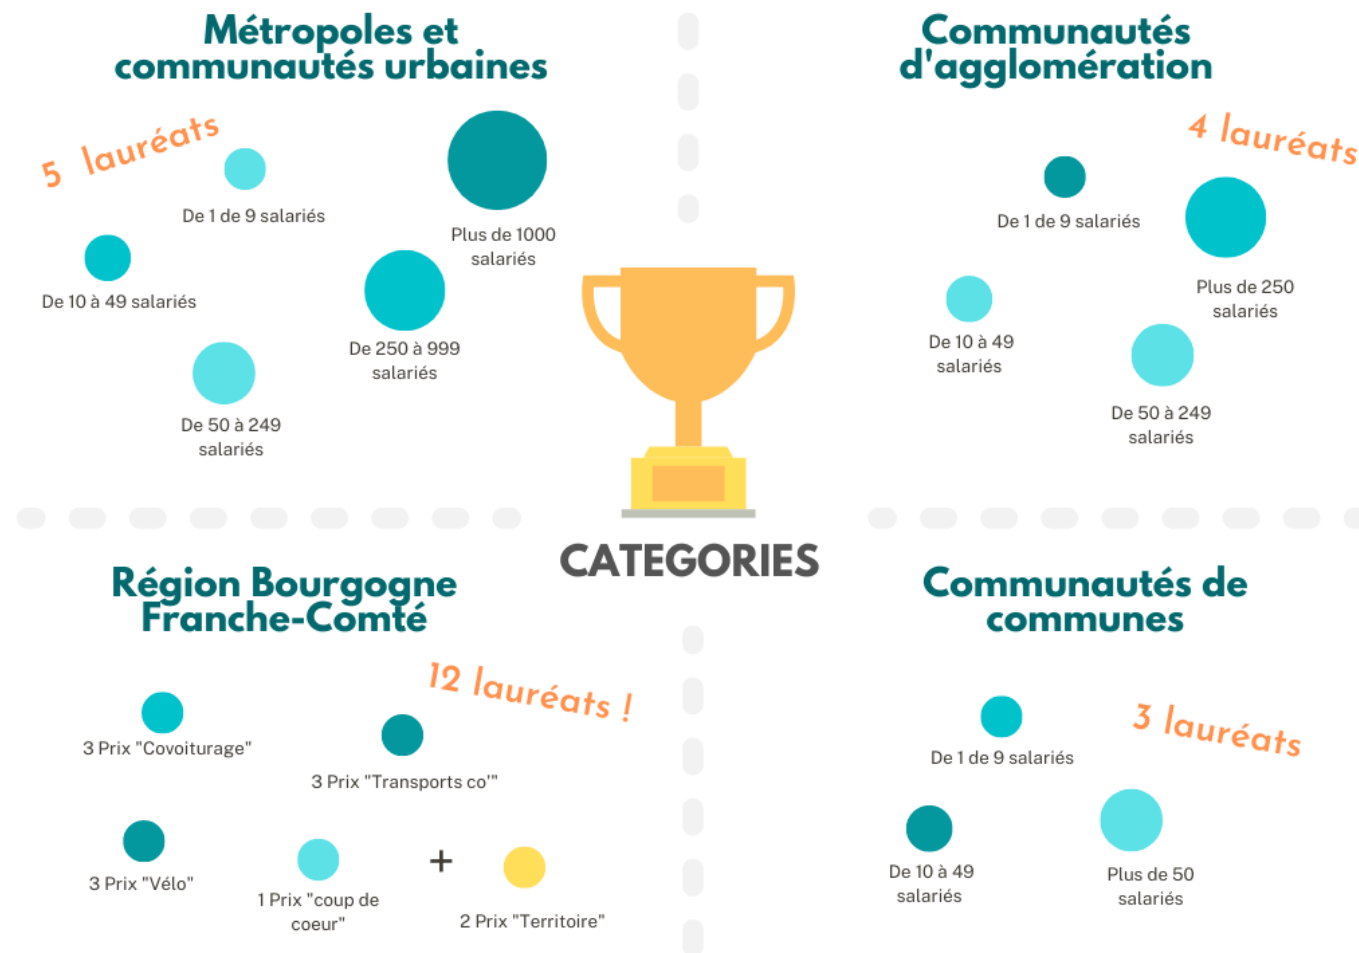 Métropoles et
communautés urbaines
5 lauréats
De 1 de 9 salariés
Plus de 1000
salariés
De 10 à 49 salariés
De 250 à 999
salariés
De 50 à 249
salariés
Communautés
d'agglomération
4 lauréats
De 1 de 9 salariés
Plus de 250
salariés
De 10 à 49
salariés
De 50 à 249
salariés
CATEGORIES
Région Bourgogne
Franche-Comté
12 lauréats !
3 Prix "Covoiturage"
3 Prix "Transports co'"
3 Prix "Vélo"
1 Prix "coup de
coeur"
+
2 Prix "Territoire"
Communautés de
communes
3 lauréats
De 1 de 9 salariés
De 10 à 49
salariés
Plus de 50
salariés